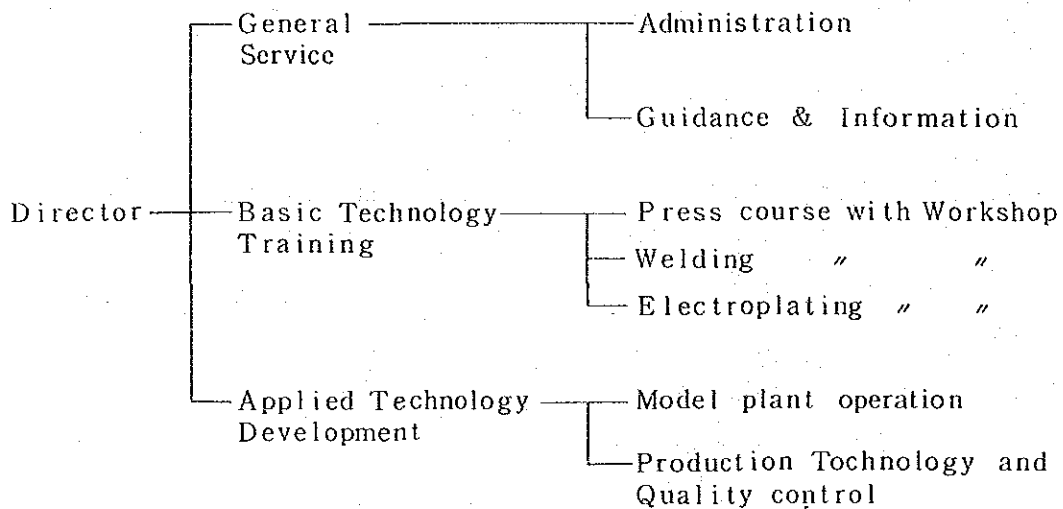 General
Service
Administration
Guidance & Information
Director
Basic Technology
Training
Press course with Workshop
Welding 〃 〃
Electroplating 〃 〃
Applied Technology
Development
Model plant operation
Production Tochnology and
Quality control